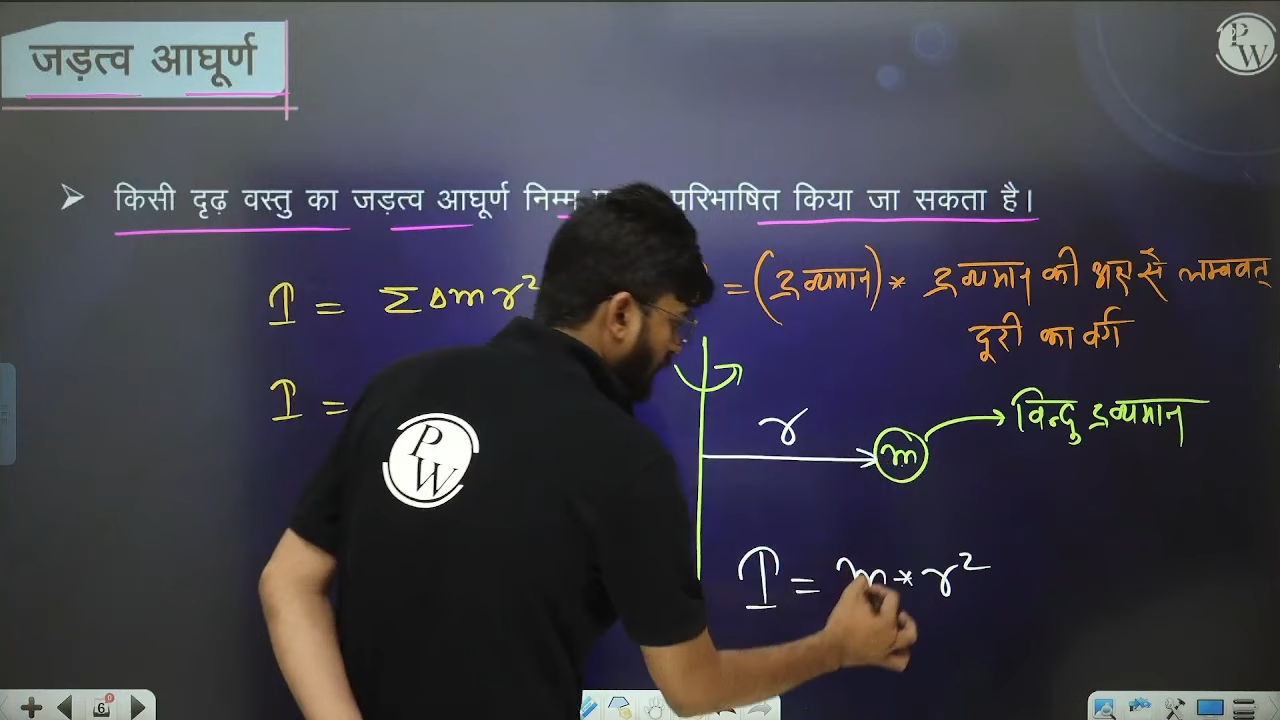 जड़त्व आघूर्ण
PW
➢ किसी दृढ़ वस्तु का जड़त्व आघूर्ण निम्न परिभाषित किया जा सकता है।
I = Σ Δm r²
= (द्रव्यमान) * द्रव्यमान की अक्ष से लम्बवत्
दूरी का वर्ग
I =
r
m
बिन्दु द्रव्यमान
PW
I = m * r²
6